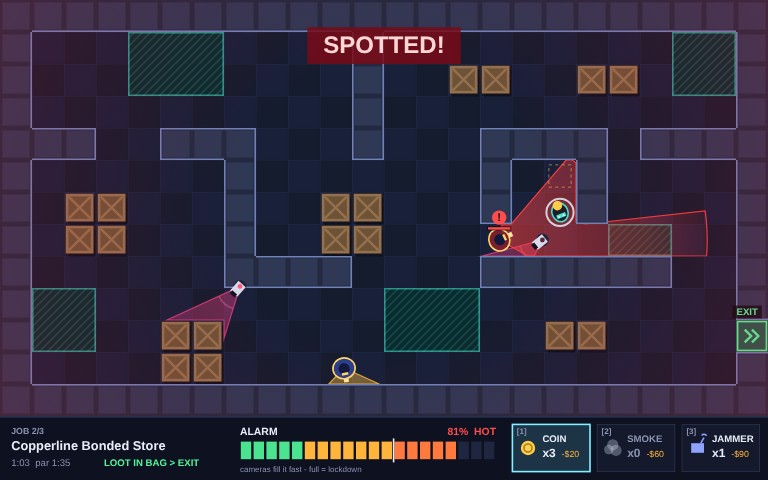 SPOTTED!
!
EXIT
JOB 2/3
Copperline Bonded Store
1:03 par 1:35
LOOT IN BAG > EXIT
ALARM
81% HOT
cameras fill it fast - full = lockdown
[1]
COIN
x3 -$20
[2]
SMOKE
x0 -$60
[3]
JAMMER
x1 -$90